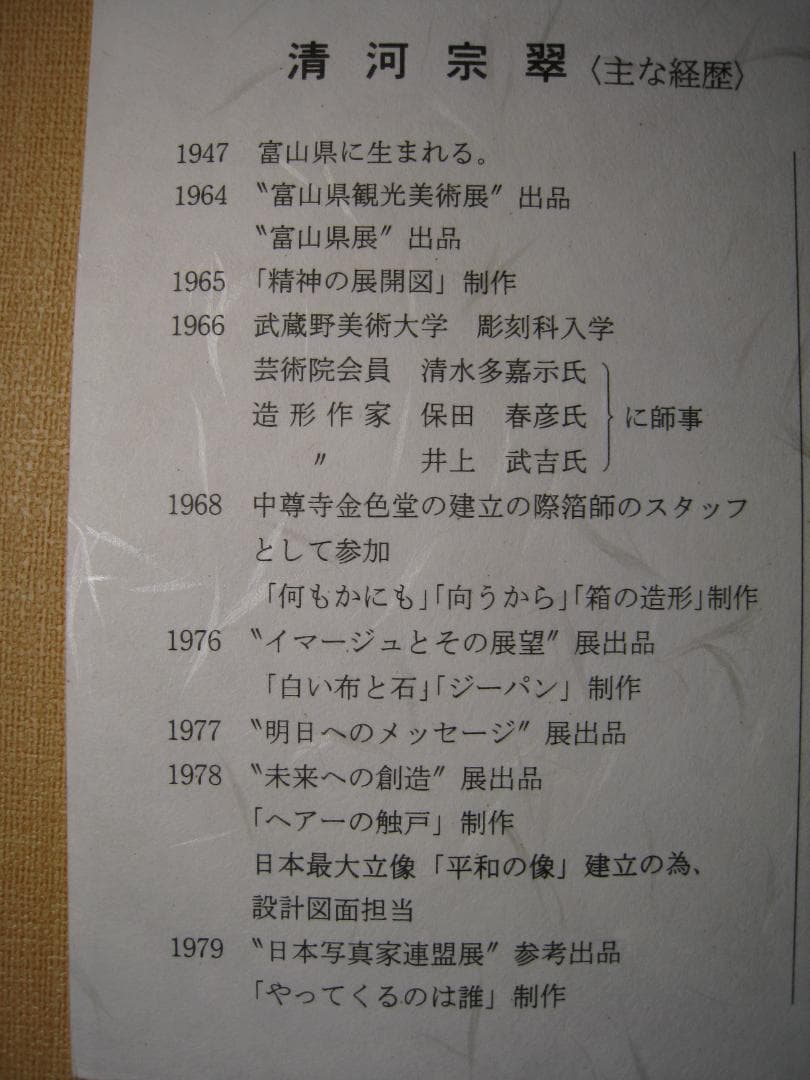 清河宗翠〈主な経歴〉
1947 富山県に生まれる。
1964 〝富山県観光美術展〟出品
〝富山県展〟出品
1965 「精神の展開図」制作
1966 武蔵野美術大学 彫刻科入学
芸術院会員 清水多嘉示氏
造形作家 保田 春彦氏 に師事
〃 井上 武吉氏
1968 中尊寺金色堂の建立の際箔師のスタッフ
として参加
「何もかにも」「向うから」「箱の造形」制作
1976 〝イマージュとその展望〟展出品
「白い布と石」「ジーパン」制作
1977 〝明日へのメッセージ〟展出品
1978 〝未来への創造〟展出品
「ヘアーの触戸」制作
日本最大立像「平和の像」建立の為、
設計図面担当
1979 〝日本写真家連盟展〟参考出品
「やってくるのは誰」制作